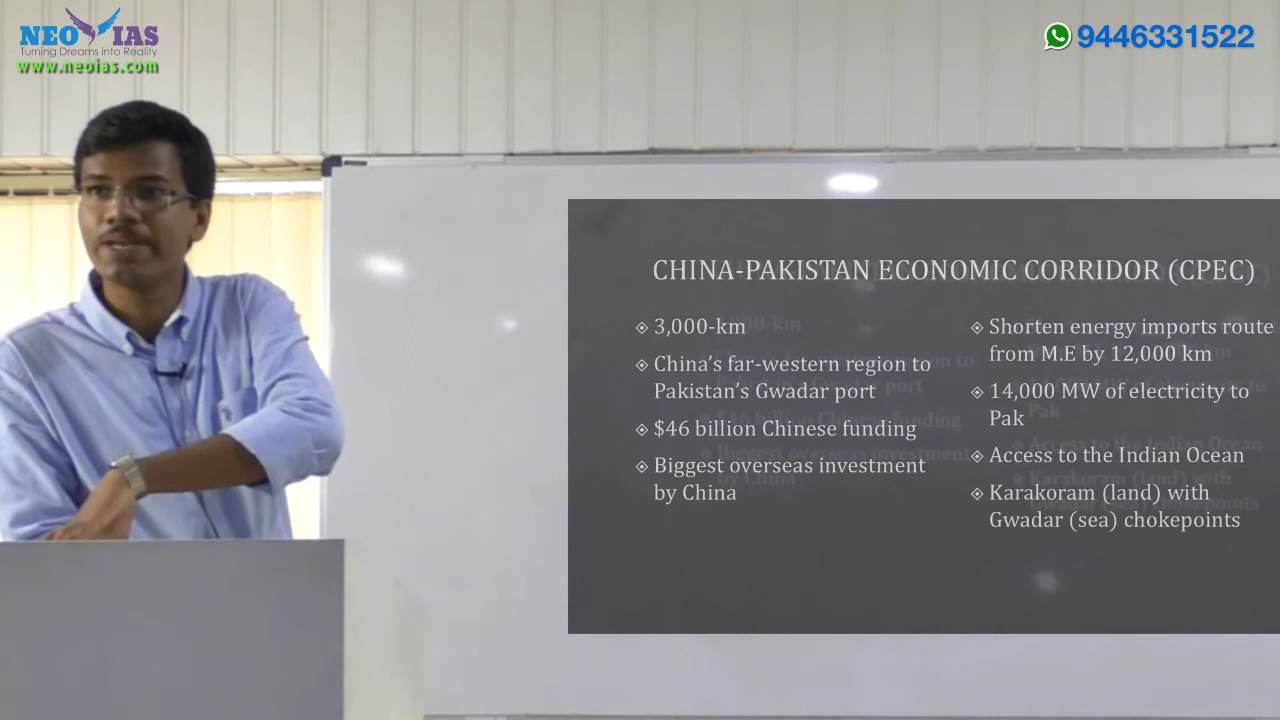 NEO IAS
Turning Dreams into Reality
www.neoias.com
9446331522
CHINA-PAKISTAN ECONOMIC CORRIDOR (CPEC)
3,000-km
China's far-western region to
Pakistan's Gwadar port
$46 billion Chinese funding
Biggest overseas investment
by China
Shorten energy imports route
from M.E by 12,000 km
14,000 MW of electricity to
Pak
Access to the Indian Ocean
Karakoram (land) with
Gwadar (sea) chokepoints